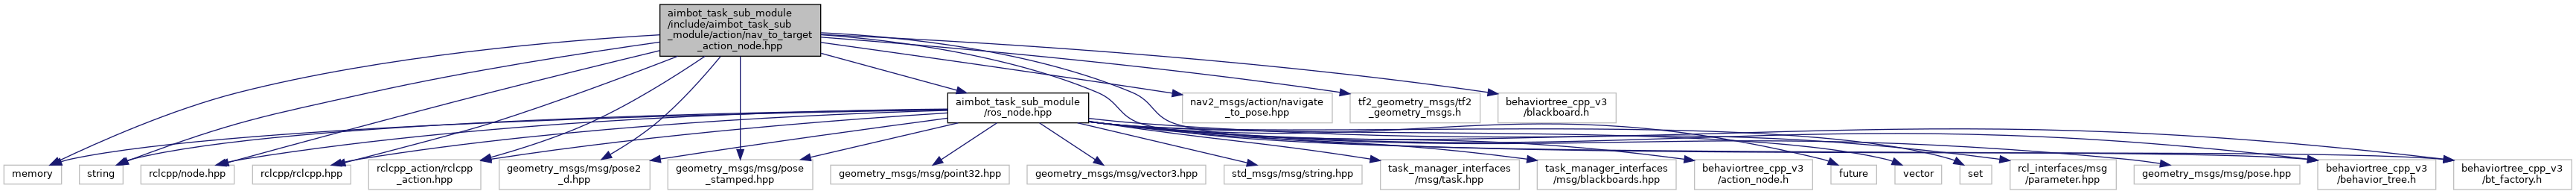 aimbot_task_sub_module
/include/aimbot_task_sub
_module/action/nav_to_target
_action_node.hpp
aimbot_task_sub_module
/ros_node.hpp
nav2_msgs/action/navigate
_to_pose.hpp
tf2_geometry_msgs/tf2
_geometry_msgs.h
behaviortree_cpp_v3
/blackboard.h
memory
string
rclcpp/node.hpp
rclcpp/rclcpp.hpp
rclcpp_action/rclcpp
_action.hpp
geometry_msgs/msg/pose2
_d.hpp
geometry_msgs/msg/pose
_stamped.hpp
geometry_msgs/msg/point32.hpp
geometry_msgs/msg/vector3.hpp
std_msgs/msg/string.hpp
task_manager_interfaces
/msg/task.hpp
task_manager_interfaces
/msg/blackboards.hpp
behaviortree_cpp_v3
/action_node.h
future
vector
set
rcl_interfaces/msg
/parameter.hpp
geometry_msgs/msg/pose.hpp
behaviortree_cpp_v3
/behavior_tree.h
behaviortree_cpp_v3
/bt_factory.h